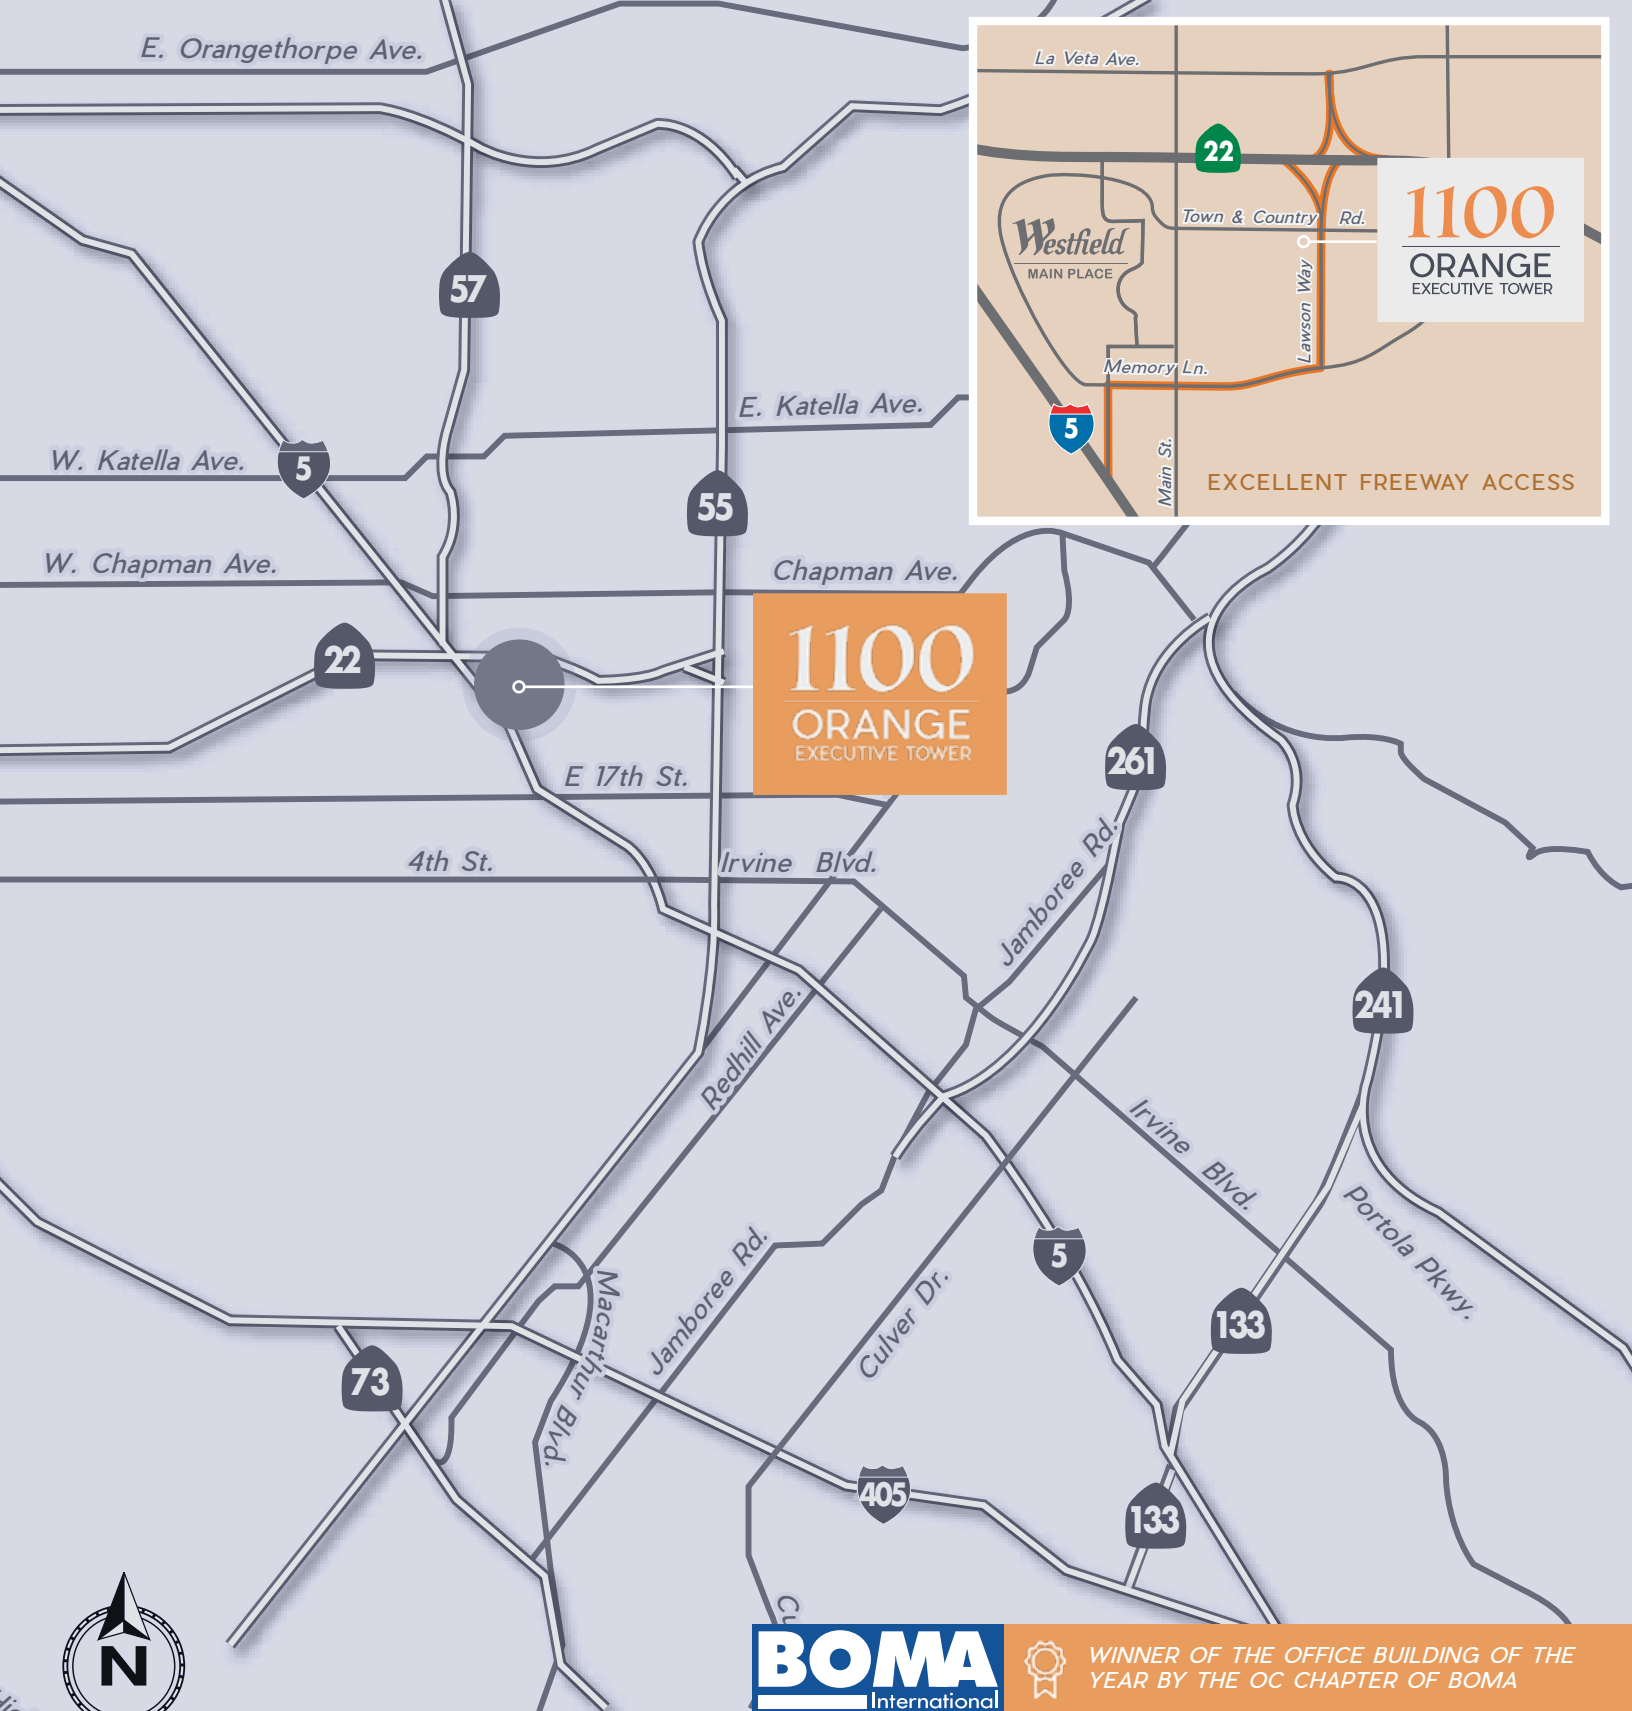 E. Orangethorpe Ave.
La Veta Ave.
22
Town & Country Rd.
1100
ORANGE
EXECUTIVE TOWER
Westfield
MAIN PLACE
Lawson Way
Memory Ln.
5
Main St.
EXCELLENT FREEWAY ACCESS
57
E. Katella Ave.
W. Katella Ave.
5
55
W. Chapman Ave.
Chapman Ave.
22
1100
ORANGE
EXECUTIVE TOWER
261
E 17th St.
4th St.
Irvine Blvd.
Jamboree Rd.
241
Redhill Ave.
Irvine Blvd.
Portola Pkwy.
5
Jamboree Rd.
Culver Dr.
Macarthur Blvd.
133
73
405
133
N
BOMA
International
WINNER OF THE OFFICE BUILDING OF THE
YEAR BY THE OC CHAPTER OF BOMA